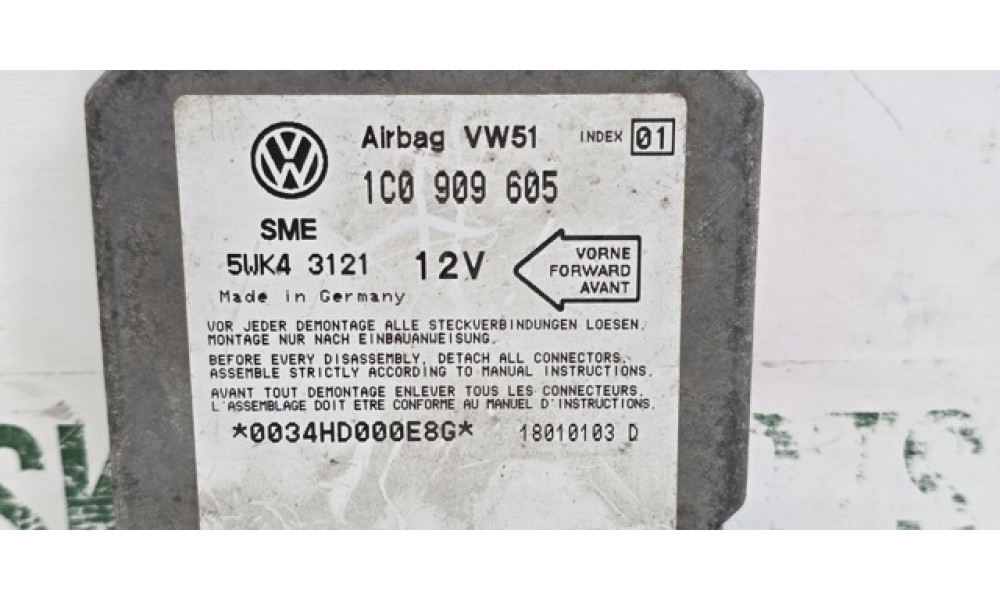 Airbag VW51 INDEX 01
1C0 909 605
SME
5WK4 3121 12V
VORNE
FORWARD
AVANT
Made in Germany
VOR JEDER DEMONTAGE ALLE STECKVERBINDUNGEN LOESEN.
MONTAGE NUR NACH EINBAUANWEISUNG.
BEFORE EVERY DISASSEMBLY, DETACH ALL CONNECTORS.
ASSEMBLE STRICTLY ACCORDING TO MANUAL INSTRUCTIONS.
AVANT TOUT DEMONTAGE ENLEVER TOUS LES CONNECTEURS.
L'ASSEMBLAGE DOIT ETRE CONFORME AU MANUEL D'INSTRUCTIONS.
*0034HD000E8G* 18010103 D